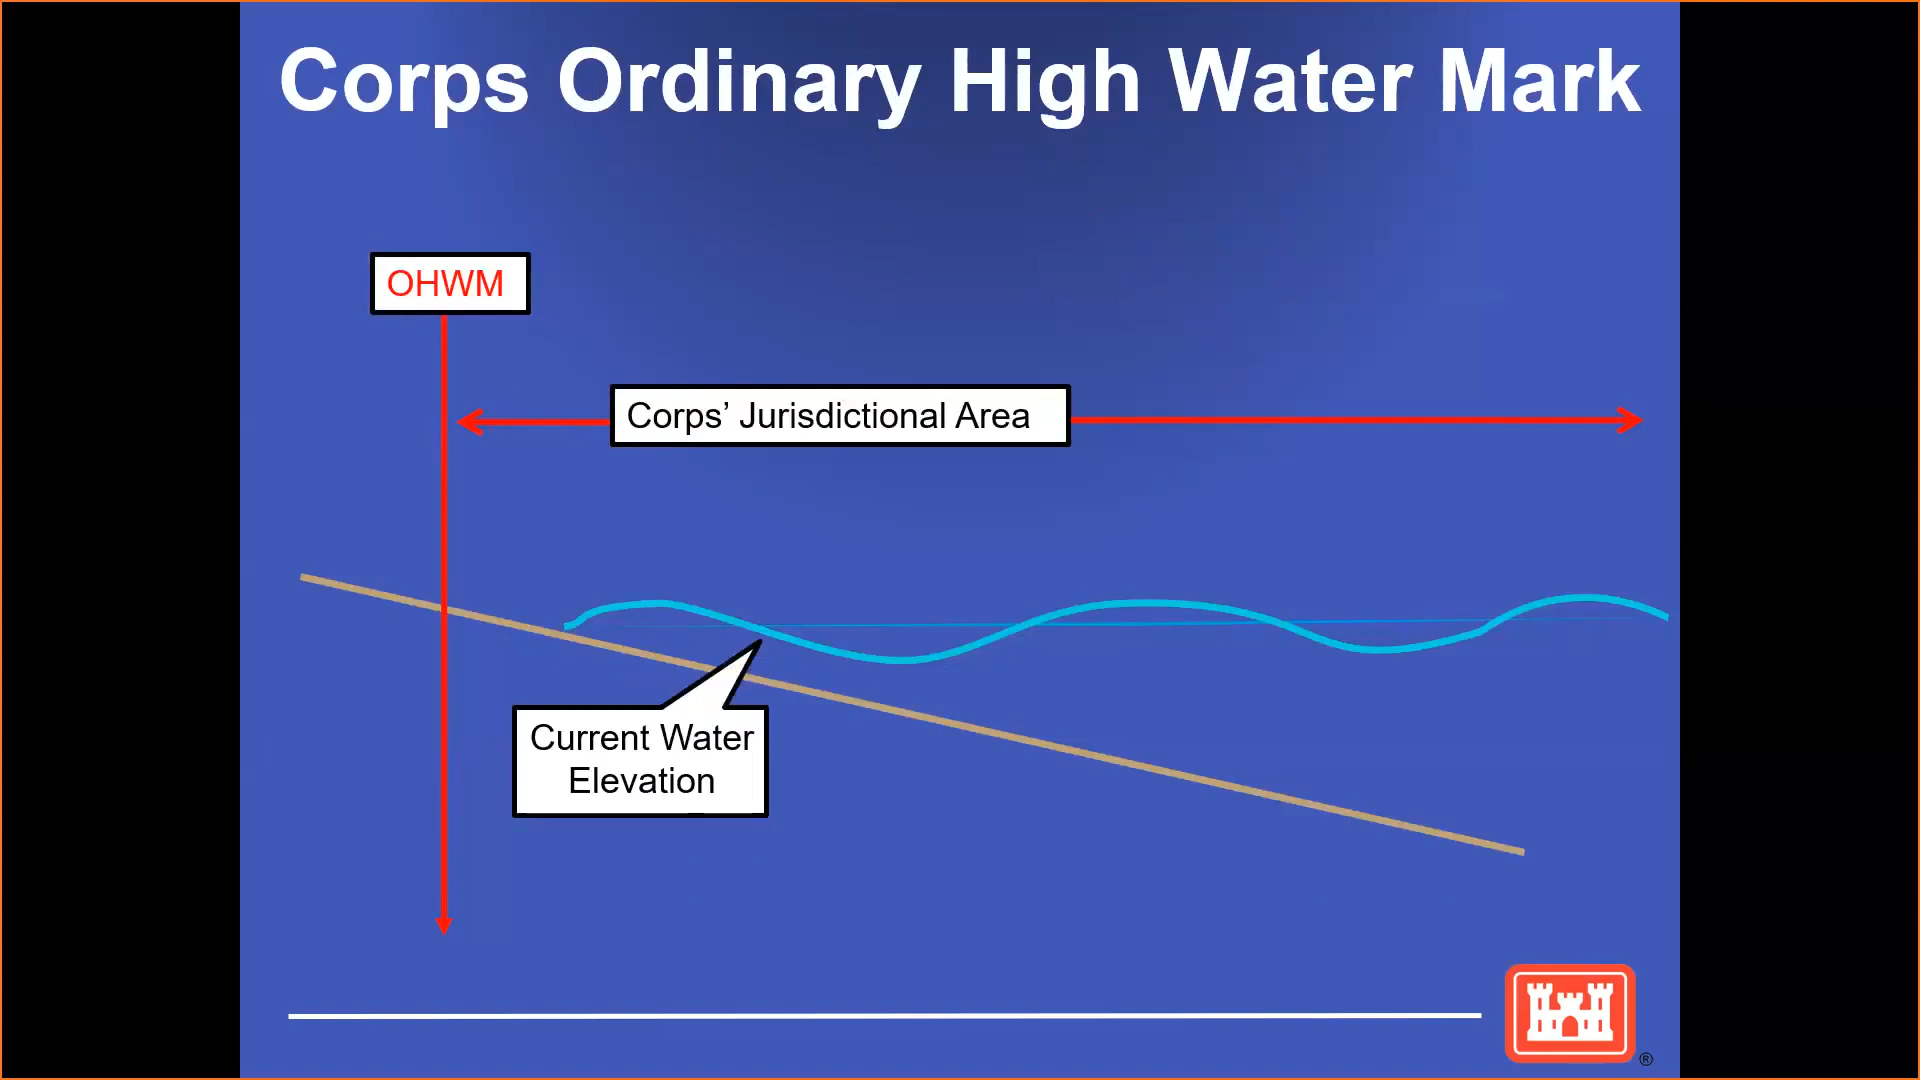 Corps Ordinary High Water Mark
OHWM
Corps’ Jurisdictional Area
Current Water
Elevation
®